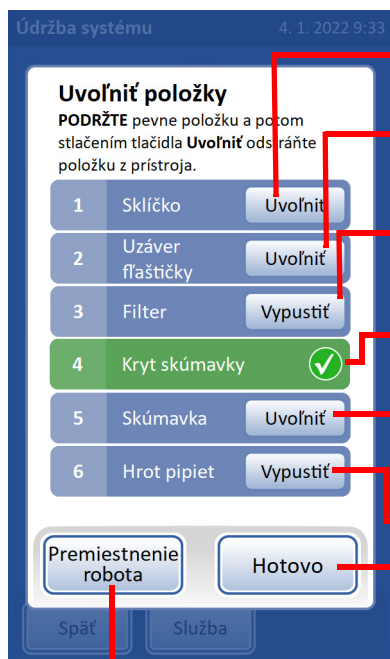 Údržba systému 4. 1. 2022 9:33
Uvoľniť položky
PODRŽTE pevne položku a potom
stlačením tlačidla Uvoľniť odstráňte
položku z prístroja.
1 Sklíčko Uvoľniť
2 Uzáver
fľaštičky Uvoľniť
3 Filter Vypustiť
4 Kryt skúmavky
5 Skúmavka Uvoľniť
6 Hrot pipiet Vypustiť
Premiestnenie
robota
Hotovo
Späť Služba